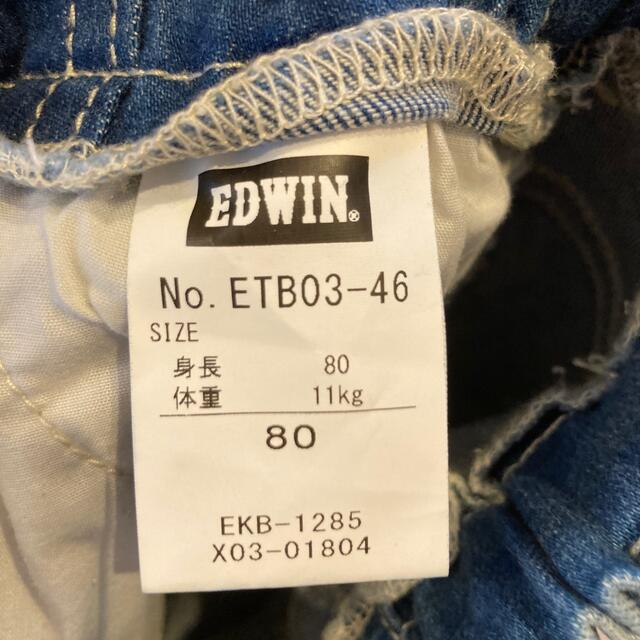 EDWIN®
No. ETB03-46
SIZE
身長 80
体重 11kg
80
EKB-1285
X03-01804